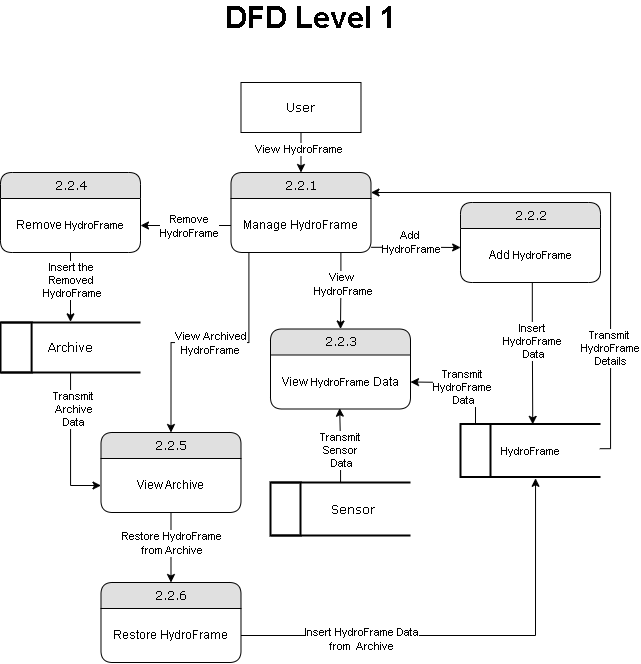 DFD Level 1
User
View HydroFrame
2.2.4
Remove HydroFrame
Remove
HydroFrame
2.2.1
Manage HydroFrame
Add
HydroFrame
2.2.2
Add HydroFrame
Insert the
Removed
HydroFrame
View
HydroFrame
Archive
View Archived
HydroFrame
2.2.3
View HydroFrame Data
Insert
HydroFrame
Data
Transmit
HydroFrame
Details
Transmit
Archive
Data
Transmit
HydroFrame
Data
2.2.5
View Archive
Transmit
Sensor
Data
HydroFrame
Sensor
Restore HydroFrame
from Archive
2.2.6
Restore HydroFrame
Insert HydroFrame Data
from Archive